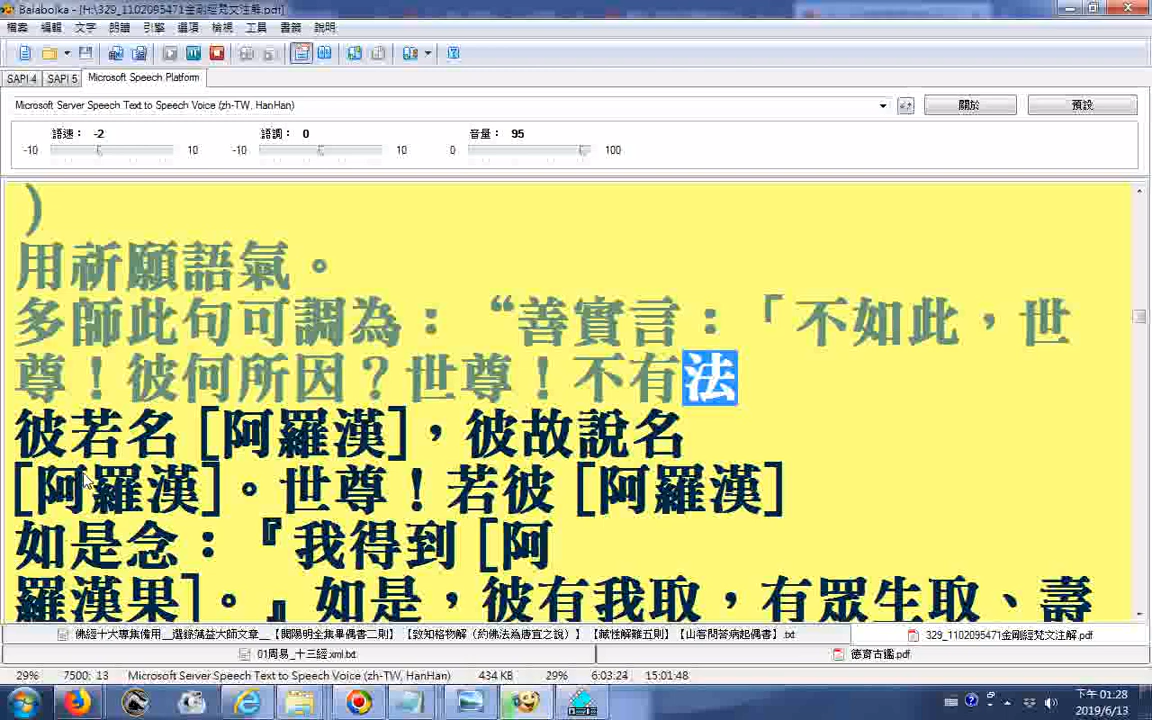 Balabolka - [H:\329_1102095471金剛經梵文注解.pdf]
檔案 編輯 文字 朗讀 引擎 選項 檢視 工具 書籤 說明
SAPI 4 SAPI 5 Microsoft Speech Platform
Microsoft Server Speech Text to Speech Voice (zh-TW, HanHan) 關於 預設
語速： -2 語調： 0 音量： 95
-10 10 -10 10 0 100
）
用祈願語氣。
多師此句可調為：“善實言：「不如此，世
尊！彼何所因？世尊！不有法
彼若名 [阿羅漢]，彼故說名
[阿羅漢]。世尊！若彼 [阿羅漢]
如是念：『我得到 [阿
羅漢果]。』如是，彼有我取，有眾生取、壽
佛經十大專集備用__選錄蕅益大師文章__【閱陽明全集畢偶書二則】【致知格物解（約佛法為唐宜之說）】【緘性解難五則】【山客問答病起偶書】.txt 329_1102095471金剛經梵文注解.pdf
01周易_十三經.xml.txt 德育古鑑.pdf
29% 7500; 13 Microsoft Server Speech Text to Speech Voice (zh-TW, HanHan) 434 KB 29% 6:03:24 15:01:48
下午 01:28
2019/6/13